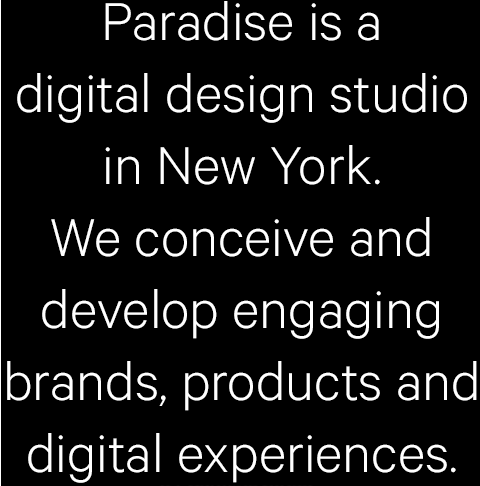 Paradise is a
digital design studio
in New York.
We conceive and
develop engaging
brands, products and
digital experiences.